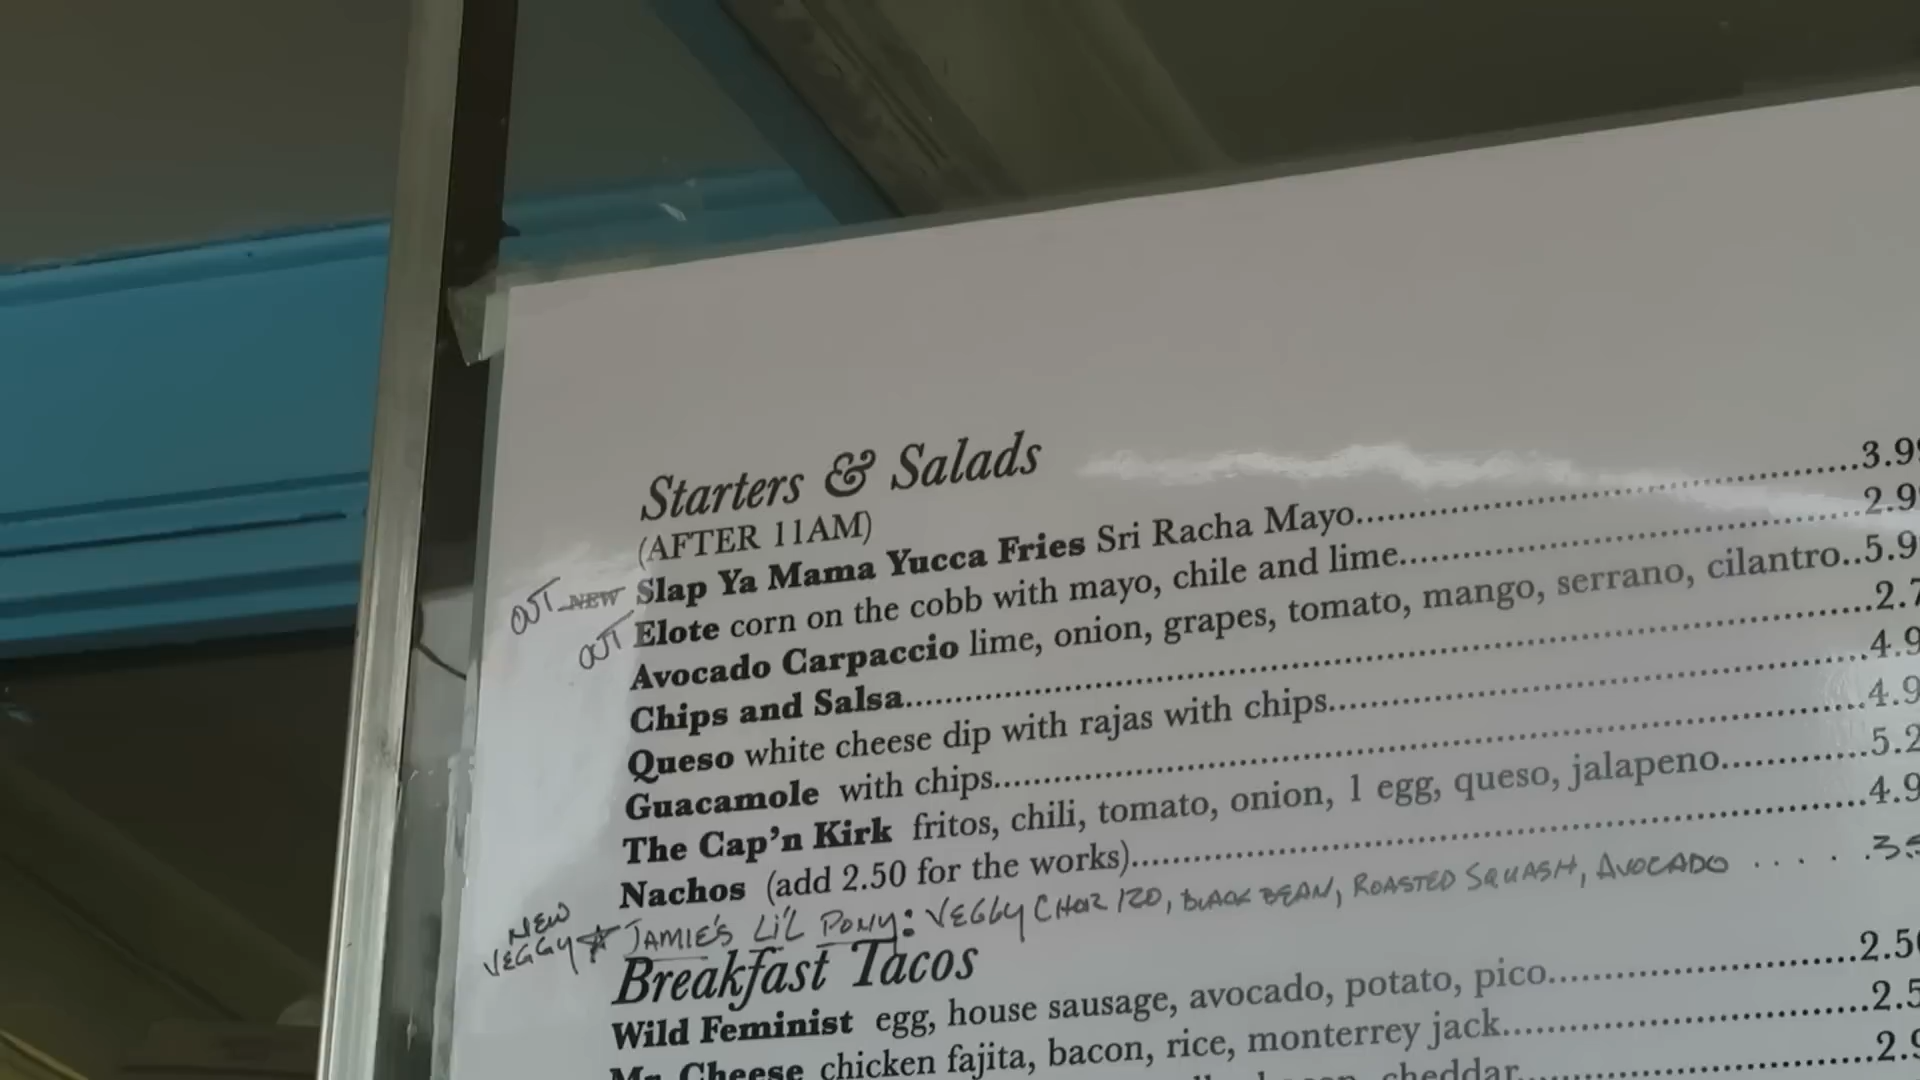 Starters & Salads
(AFTER 11AM)
OUT NEW Slap Ya Mama Yucca Fries Sri Racha Mayo..........3.99
OUT Elote corn on the cobb with mayo, chile and lime..........2.9
Avocado Carpaccio lime, onion, grapes, tomato, mango, serrano, cilantro..5.9
Chips and Salsa..........2.7
Queso white cheese dip with rajas with chips..........4.9
Guacamole with chips..........4.9
The Cap'n Kirk fritos, chili, tomato, onion, 1 egg, queso, jalapeno..........5.2
Nachos (add 2.50 for the works)..........4.9
NEW VEGGY ☆ JAMIE'S LI'L PONY: VEGGY CHORIZO, BLACK BEAN, ROASTED SQUASH, AVOCADO .....3.5
Breakfast Tacos
Wild Feminist egg, house sausage, avocado, potato, pico..........2.50
Mr. Cheese chicken fajita, bacon, rice, monterrey jack..........2.5
cheddar..........2.9